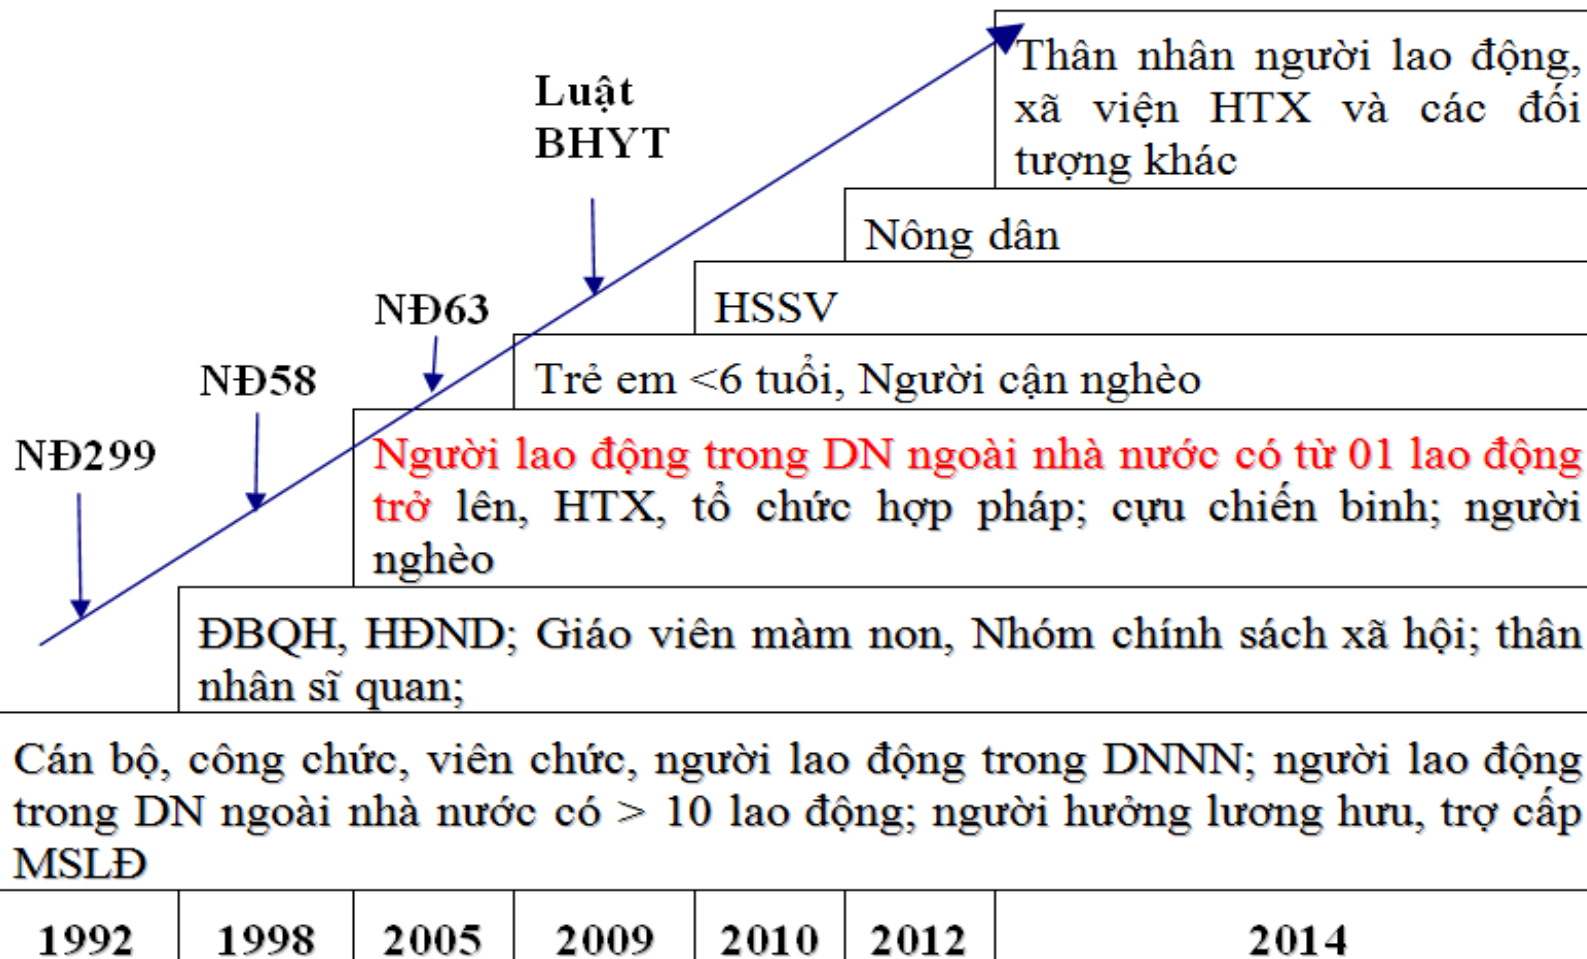 Thân nhân người lao động,
xã viện HTX và các đối
tượng khác
Luật
BHYT
Nông dân
HSSV
NĐ63
Trẻ em <6 tuổi, Người cận nghèo
NĐ58
Người lao động trong DN ngoài nhà nước có từ 01 lao động
trở lên, HTX, tổ chức hợp pháp; cựu chiến binh; người
nghèo
NĐ299
ĐBQH, HĐND; Giáo viên màm non, Nhóm chính sách xã hội; thân
nhân sĩ quan;
Cán bộ, công chức, viên chức, người lao động trong DNNN; người lao động
trong DN ngoài nhà nước có > 10 lao động; người hưởng lương hưu, trợ cấp
MSLĐ
1992 1998 2005 2009 2010 2012 2014